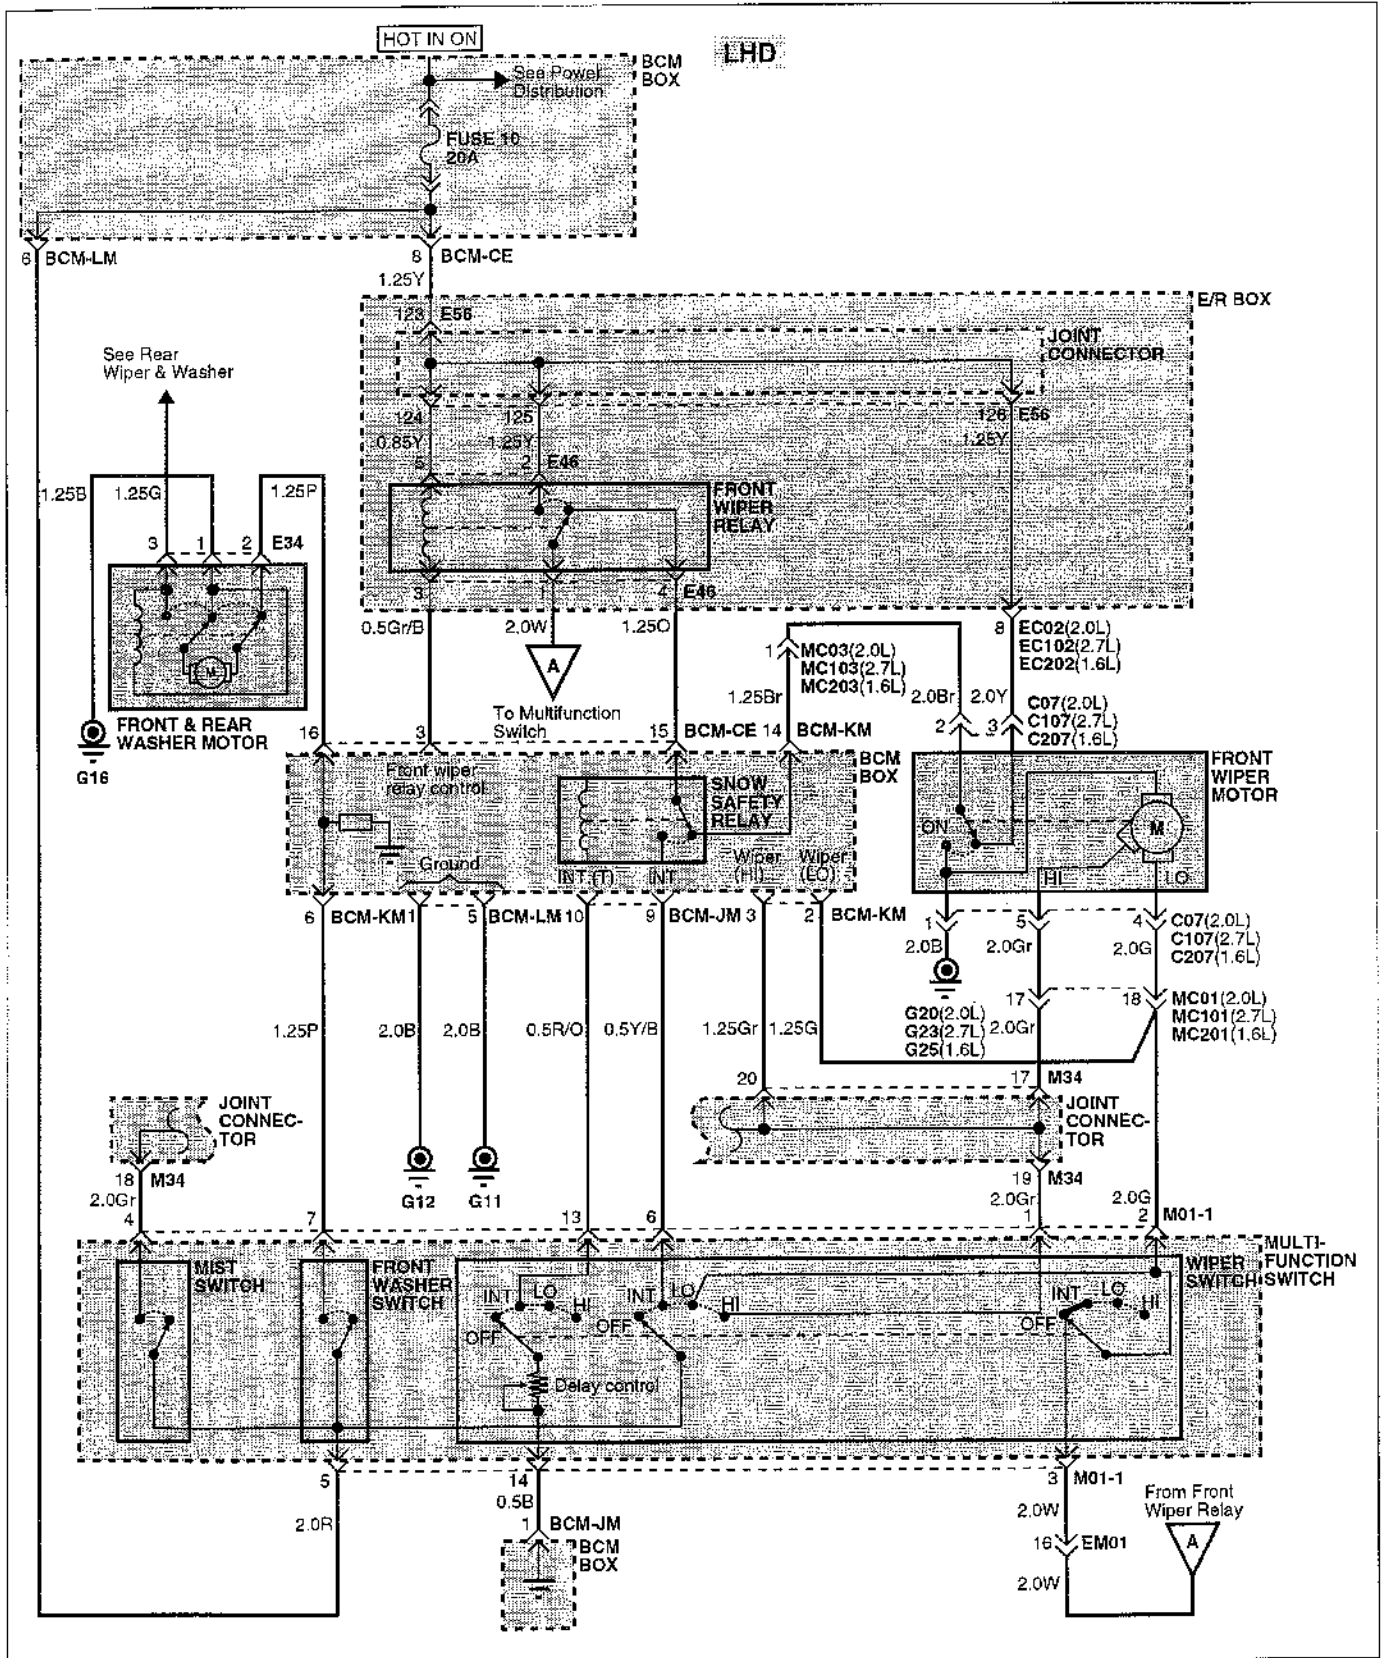 HOT IN ON
LHD
BCM
BOX
See Power
Distribution
FUSE 10
20A
6 BCM-LM
8 BCM-CE
1.25Y
E/R BOX
123 E56
JOINT
CONNECTOR
See Rear
Wiper & Washer
124
125
126 E56
0.85Y
1.25Y
1.25Y
5
2 E46
1.25B
1.25G
1.25P
FRONT
WIPER
RELAY
3
1
2 E34
3
1
4 E46
0.5Gr/B
2.0W
1.25O
8 EC02(2.0L)
EC102(2.7L)
EC202(1.6L)
1 MC03(2.0L)
MC103(2.7L)
MC203(1.6L)
A
1.25Br
2.0Br
2.0Y
C07(2.0L)
C107(2.7L)
C207(1.6L)
M
To Multifunction
Switch
2
3
FRONT & REAR
WASHER MOTOR
G16
16
3
15 BCM-CE
14 BCM-KM
BCM
BOX
FRONT
WIPER
MOTOR
Front wiper
relay control
SNOW
SAFETY
RELAY
ON
M
Ground
INT (T)
INT
Wiper
(HI)
Wiper
(LO)
HI
LO
6 BCM-KM
1
5 BCM-LM
10
9 BCM-JM
3
2 BCM-KM
1
5
4
C07(2.0L)
C107(2.7L)
C207(1.6L)
2.0B
2.0Gr
2.0G
17
18
MC01(2.0L)
MC101(2.7L)
MC201(1.6L)
G20(2.0L)
G23(2.7L)
G25(1.6L)
2.0Gr
1.25P
2.0B
2.0B
0.5R/O
0.5Y/B
1.25Gr
1.25G
20
17 M34
JOINT
CONNEC-
TOR
JOINT
CONNEC-
TOR
18 M34
G12
G11
19 M34
2.0Gr
2.0Gr
2.0G
4
7
13
6
1
2 M01-1
MIST
SWITCH
FRONT
WASHER
SWITCH
WIPER
SWITCH
MULTI-
FUNCTION
SWITCH
INT
LO
HI
OFF
INT
LO
HI
OFF
INT
LO
HI
OFF
Delay control
5
14
3 M01-1
0.5B
2.0R
2.0W
From Front
Wiper Relay
1 BCM-JM
BCM
BOX
16 EM01
A
2.0W